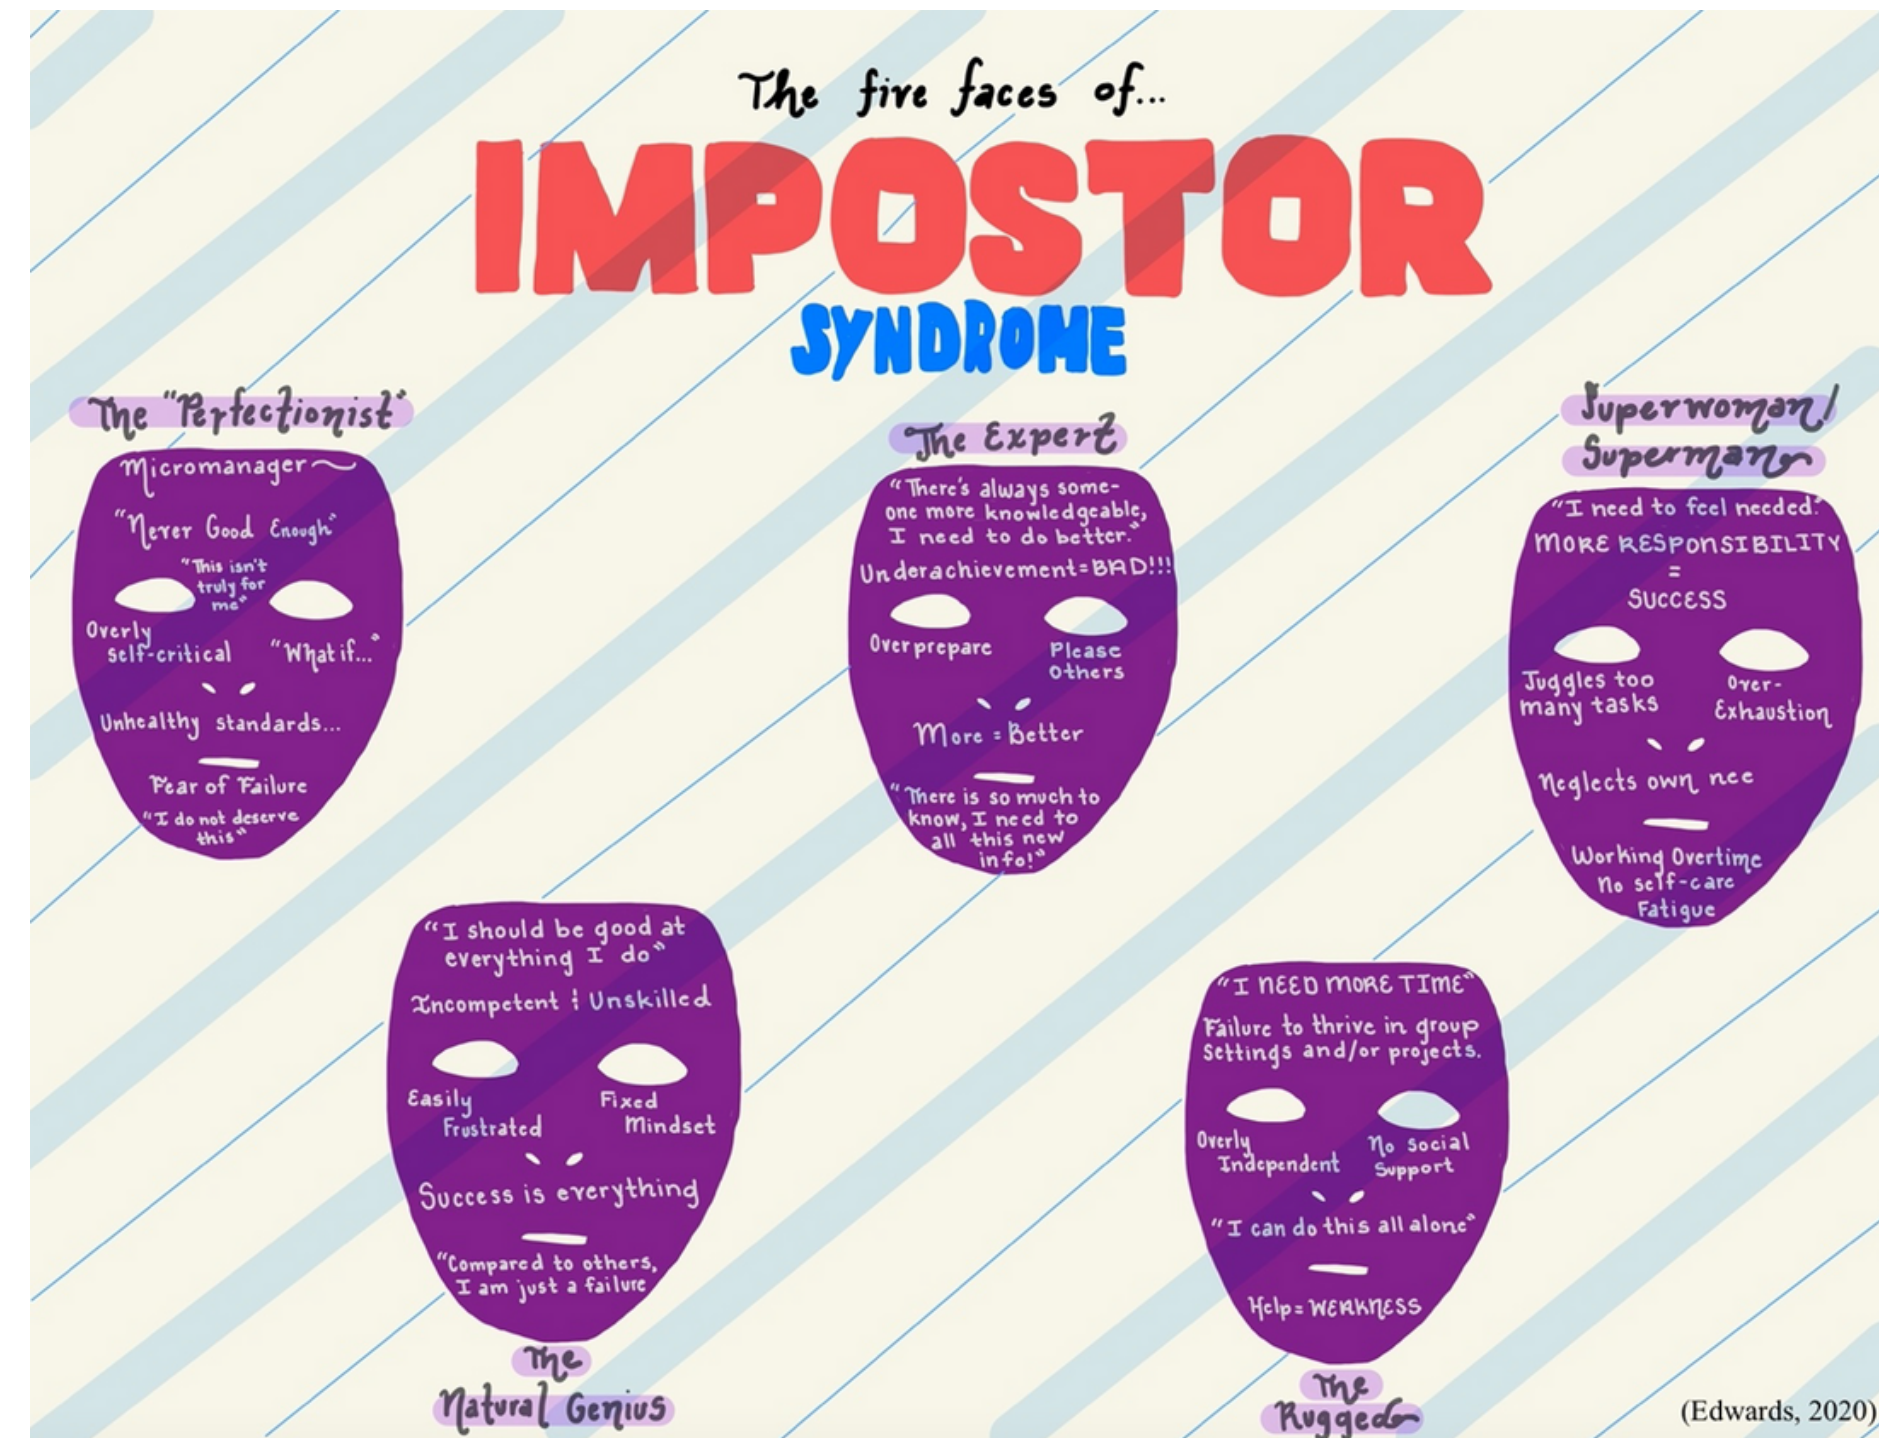 The five faces of...
IMPOSTOR
SYNDROME
The "Perfectionist"
Micromanager
"Never Good Enough"
"This isn't
truly for
me"
Overly
self-critical
"What if..."
Unhealthy standards...
Fear of Failure
"I do not deserve
this"
The Expert
"There's always some-
one more knowledgeable,
I need to do better."
Underachievement=BAD!!!
Overprepare
Please
Others
More = Better
"There is so much to
know, I need to
all this new
info!"
Superwoman/
Superman
"I need to feel needed."
MORE RESPONSIBILITY
=
SUCCESS
Juggles too
many tasks
Over-
Exhaustion
Neglects own nee
Working Overtime
No self-care
Fatigue
"I should be good at
everything I do"
Incompetent & Unskilled
Easily
Frustrated
Fixed
Mindset
Success is everything
"Compared to others,
I am just a failure
The
Natural Genius
"I NEED MORE TIME"
Failure to thrive in group
Settings and/or projects.
Overly
Independent
No Social
Support
"I can do this all alone"
Help = WEAKNESS
The
Rugged
(Edwards, 2020)